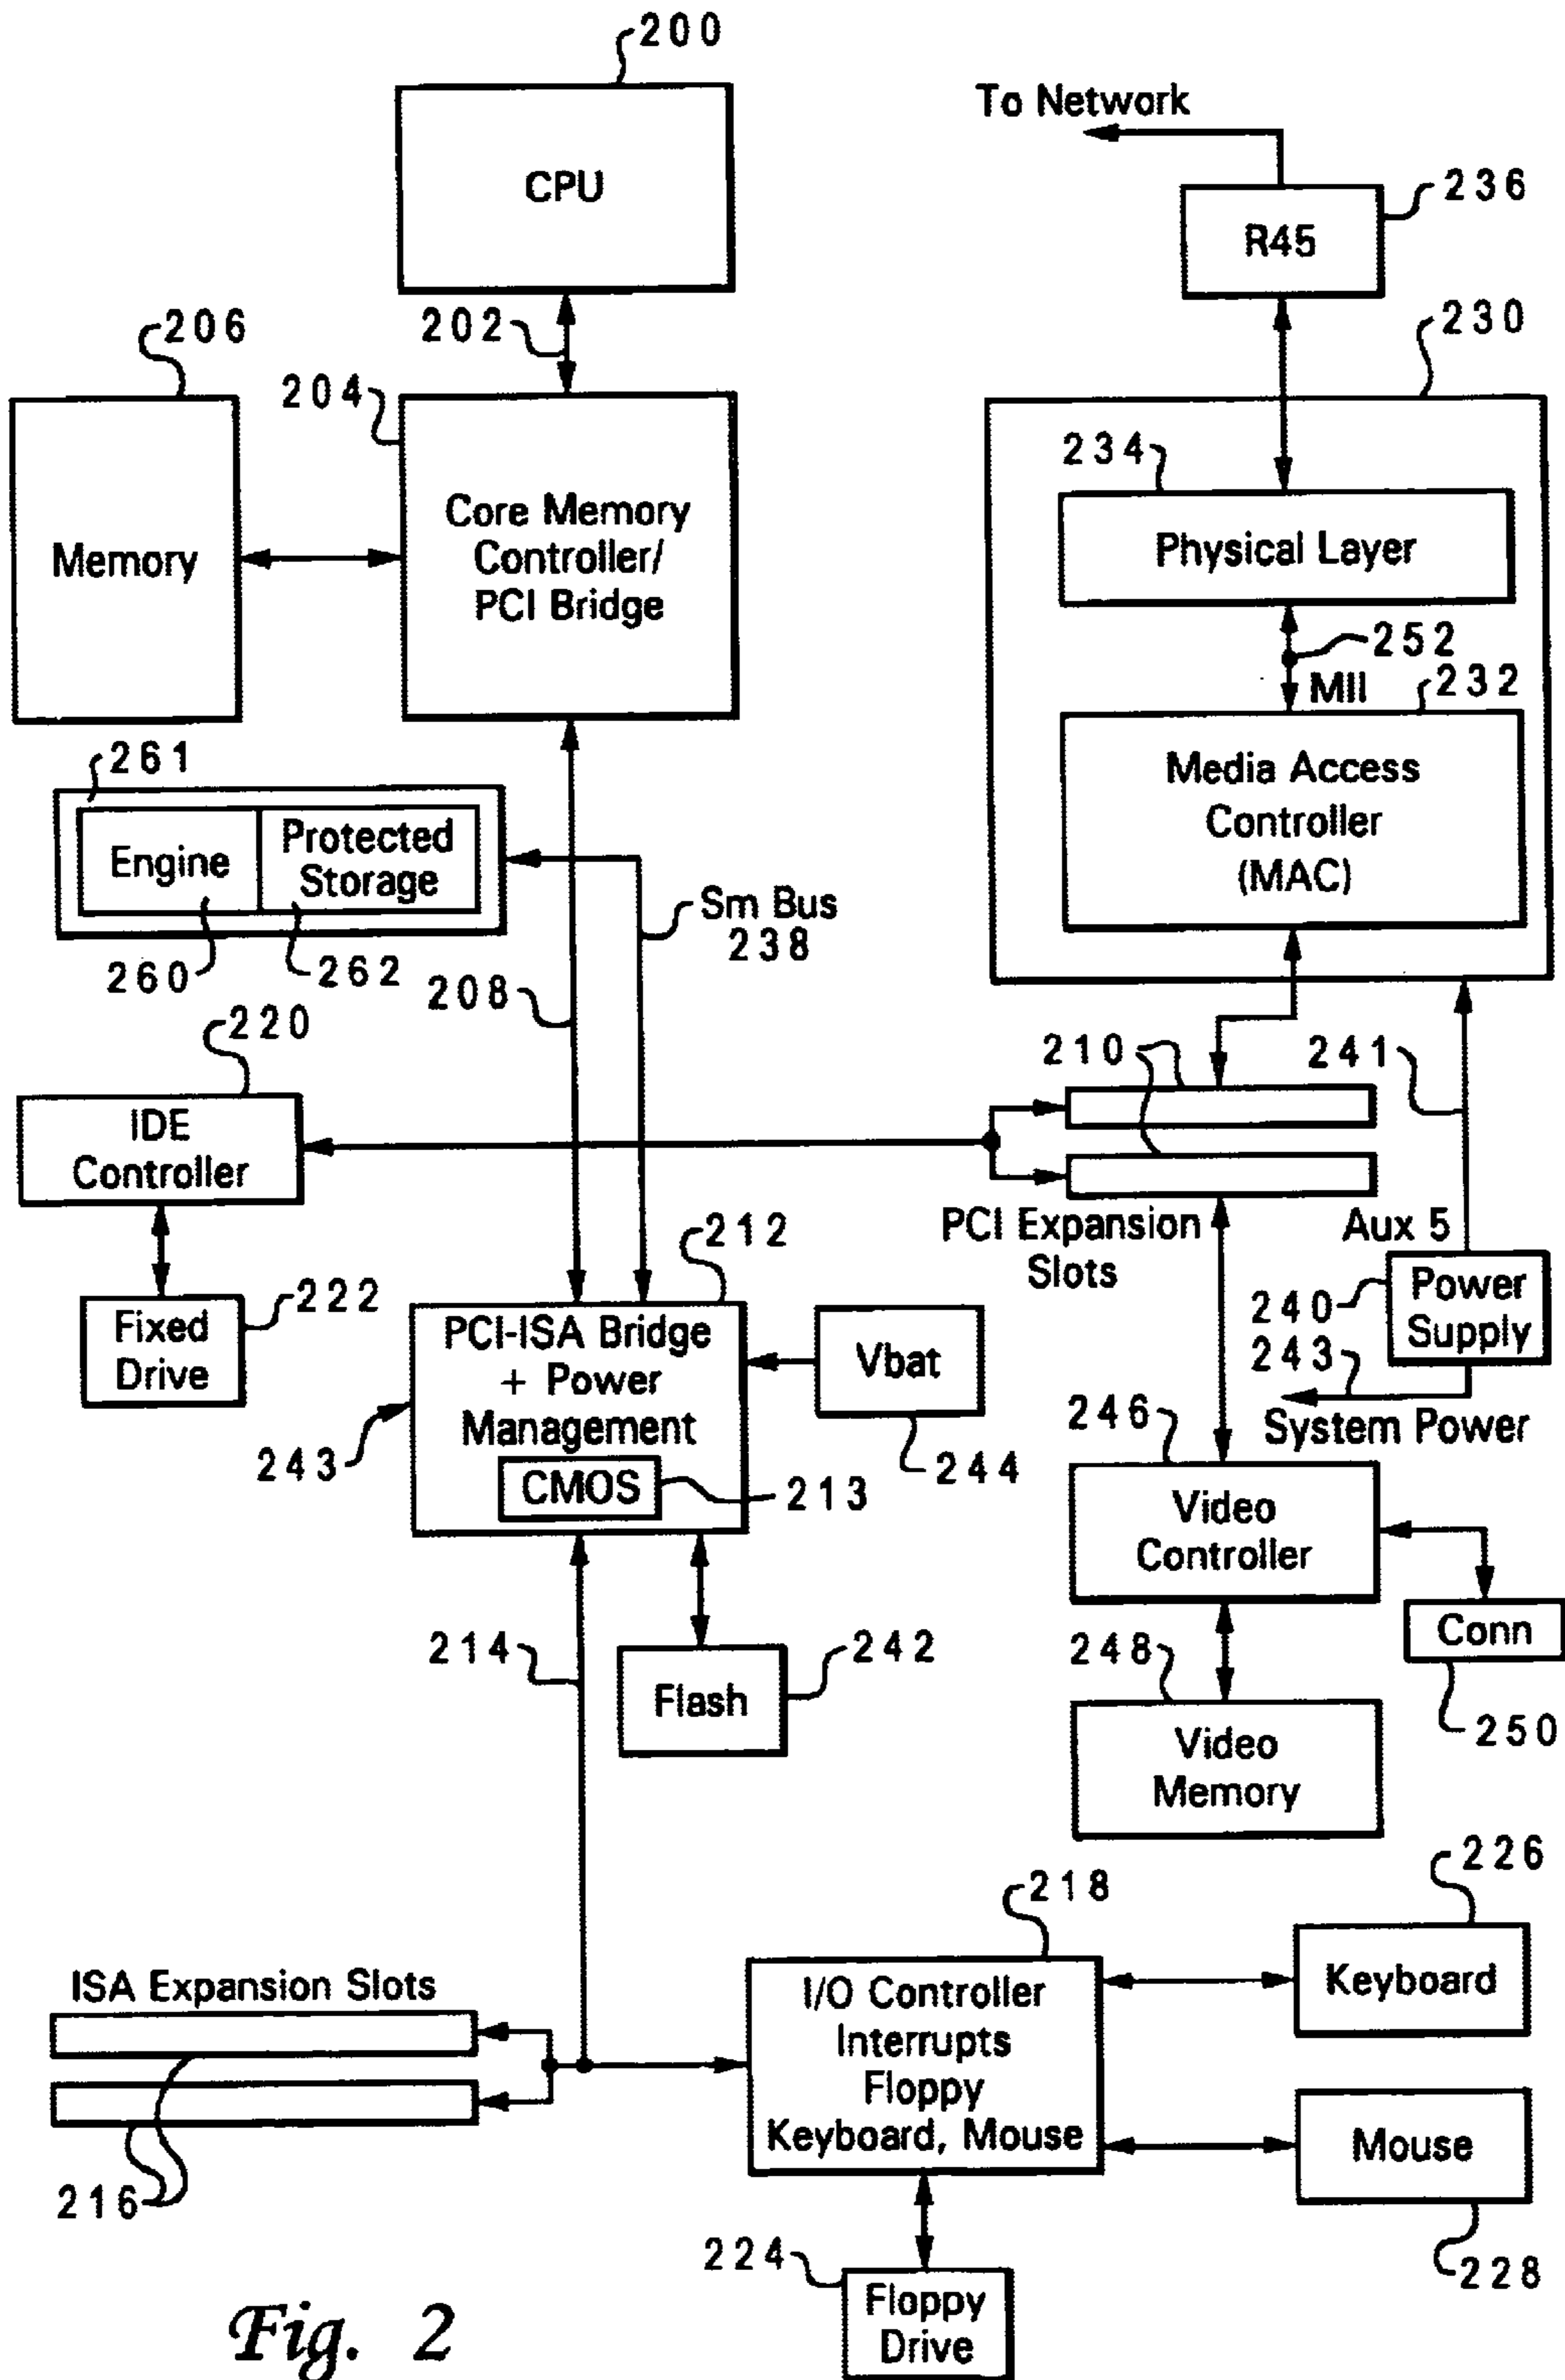 200
CPU
To Network
236
R45
202
206
204
Memory
Core Memory
Controller/
PCI Bridge
230
234
Physical Layer
252
MII
232
Media Access
Controller
(MAC)
261
Engine
Protected
Storage
260
262
Sm Bus
238
208
220
IDE
Controller
210
241
PCI Expansion
Slots
Aux 5
222
Fixed
Drive
212
PCI-ISA Bridge
+ Power
Management
CMOS
243
213
Vbat
244
240
Power
Supply
243
System Power
246
Video
Controller
Conn
250
214
Flash
242
248
Video
Memory
ISA Expansion Slots
216
218
I/O Controller
Interrupts
Floppy
Keyboard, Mouse
226
Keyboard
Mouse
228
224
Floppy
Drive
Fig. 2